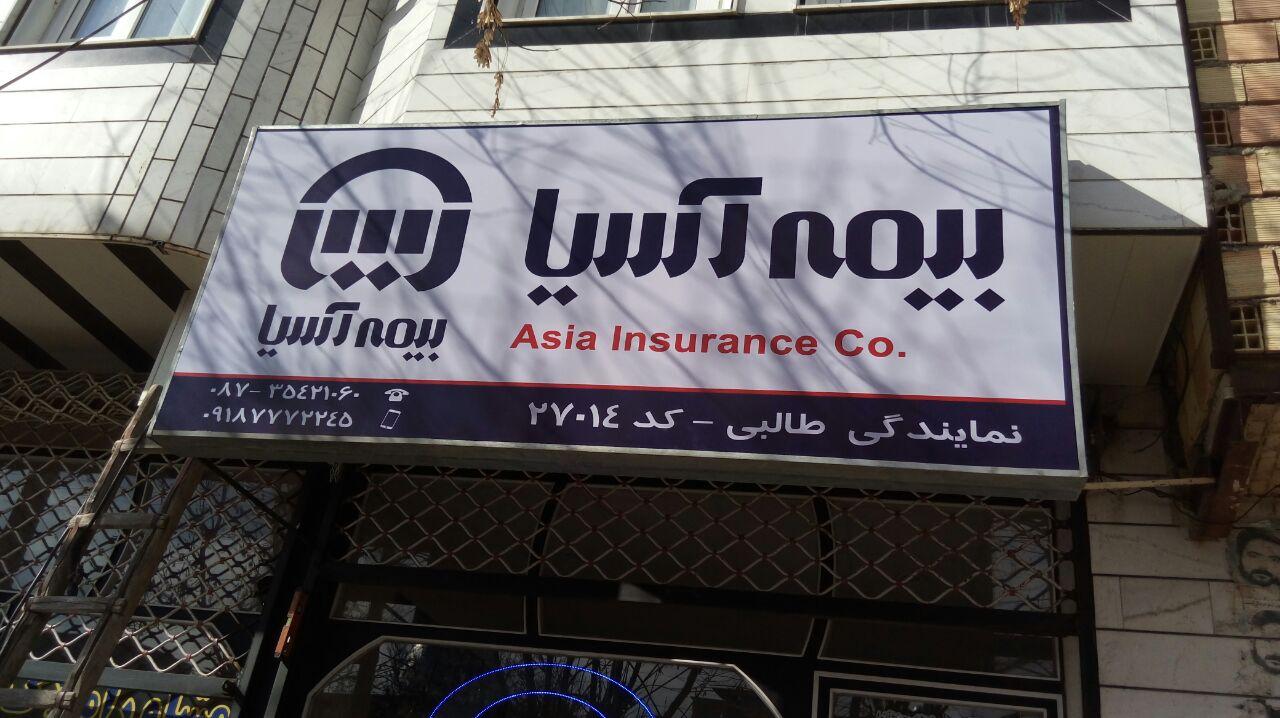 بیمه آسیا
Asia Insurance Co.
بیمه آسیا
نمایندگی طالبی - کد ۲۷۰۱۴
۰۸۷- ۳۵۴۲۱۰۶۰
۰۹۱۸۷۷۷۲۲۴۵